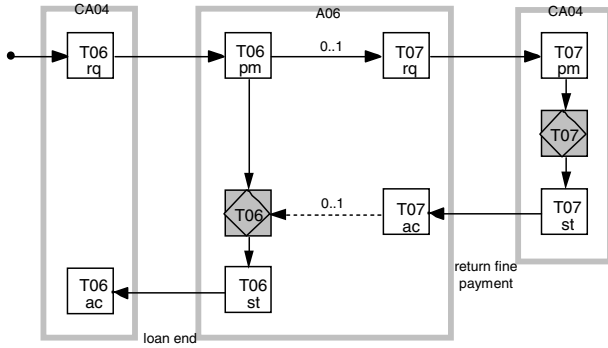 CA04
A06
CA04
T06
rq
T06
pm
0..1
T07
rq
T07
pm
T07
T06
0..1
T07
ac
T07
st
T06
ac
T06
st
return fine
payment
loan end